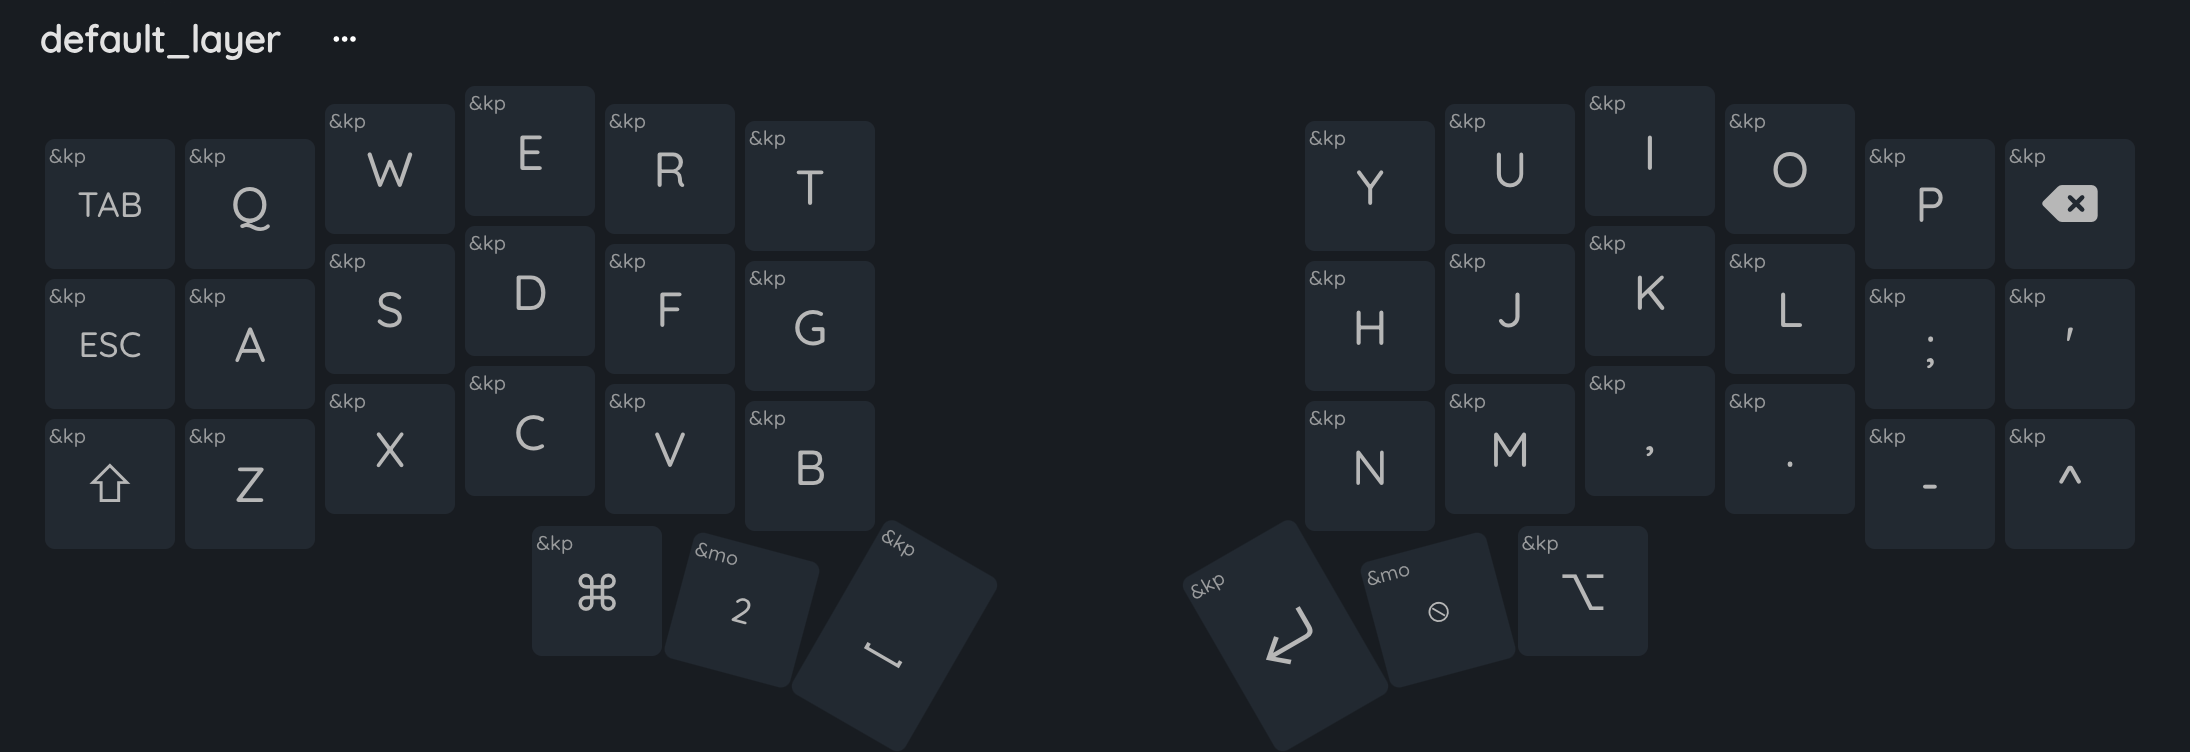 default_layer ...
&kp &kp &kp &kp &kp &kp &kp &kp &kp &kp &kp &kp
TAB Q W E R T Y U I O P
&kp &kp &kp &kp &kp &kp &kp &kp &kp &kp &kp &kp
ESC A S D F G H J K L ; '
&kp &kp &kp &kp &kp &kp &kp &kp &kp &kp &kp &kp
⇧ Z X C V B N M , . - ^
&kp &mo &kp &kp &mo &kp
⌘ 2 ⎵ ⏎ ⦸ ⌥